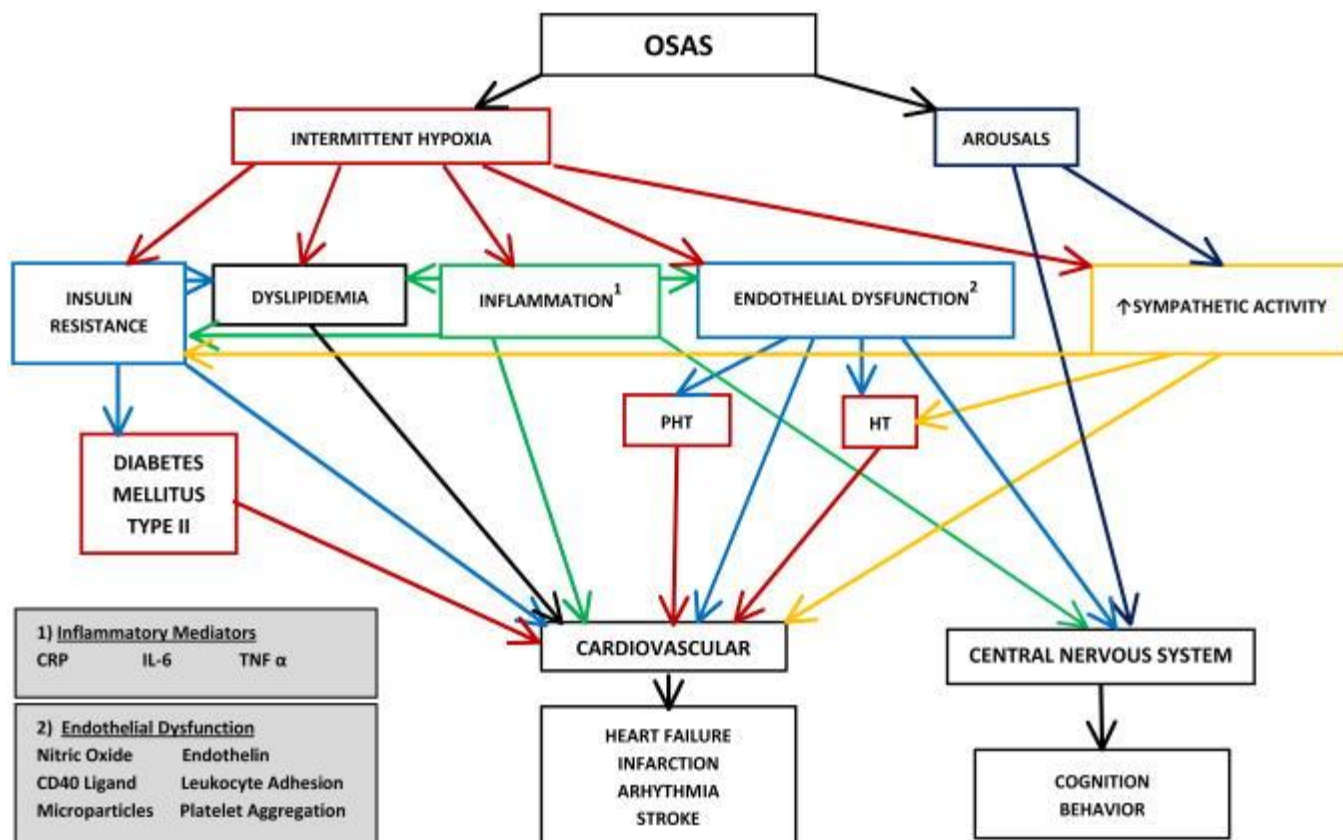 OSAS
INTERMITTENT HYPOXIA
AROUSALS
INSULIN
RESISTANCE
DYSLIPIDEMIA
INFLAMMATION1
ENDOTHELIAL DYSFUNCTION2
↑SYMPATHETIC ACTIVITY
PHT
HT
DIABETES
MELLITUS
TYPE II
CARDIOVASCULAR
CENTRAL NERVOUS SYSTEM
HEART FAILURE
INFARCTION
ARHYTHMIA
STROKE
COGNITION
BEHAVIOR
1) Inflammatory Mediators
CRP IL-6 TNF α
2) Endothelial Dysfunction
Nitric Oxide Endothelin
CD40 Ligand Leukocyte Adhesion
Microparticles Platelet Aggregation